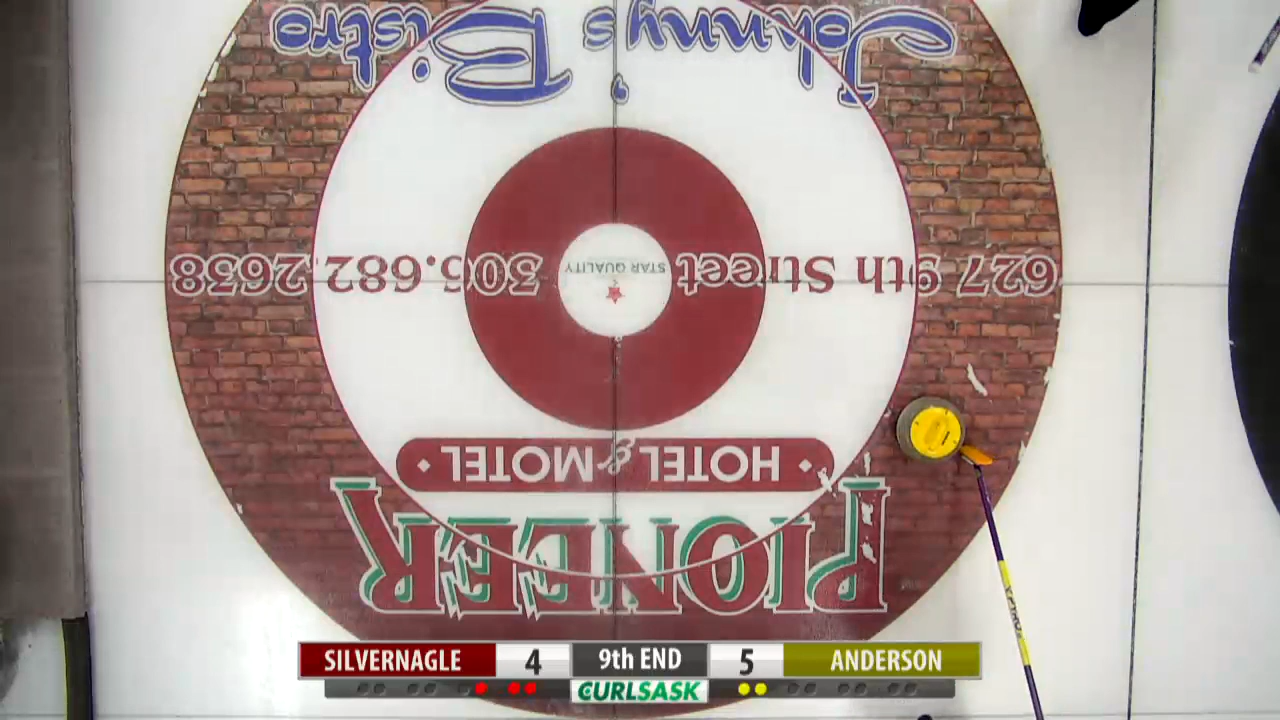 Johnny's Bistro
627 9th Street 305.682.2638
STAR QUALITY
HOTEL & MOTEL
PIONEER
SILVERNAGLE 4 9th END 5 ANDERSON
CURLSASK